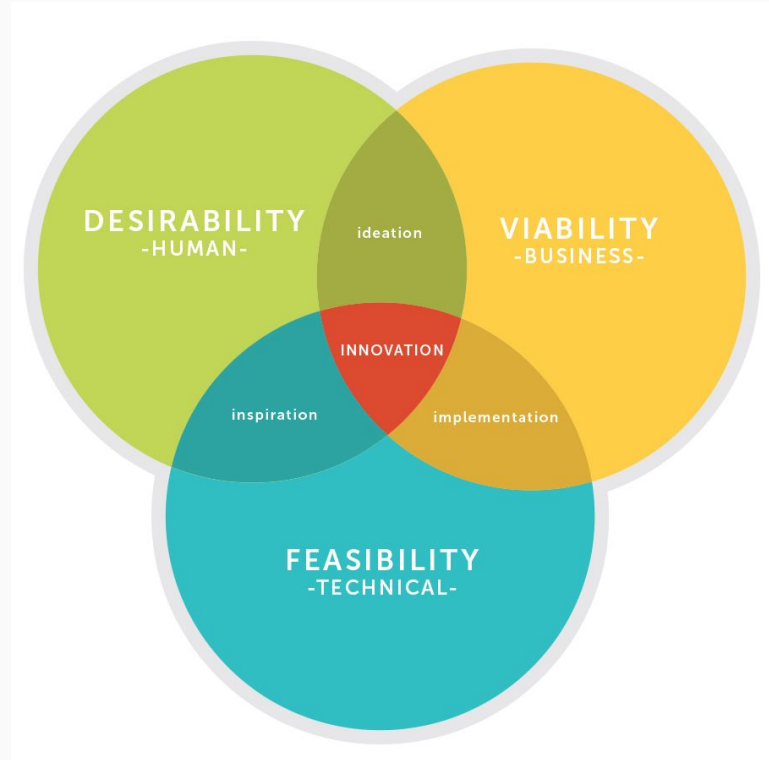 DESIRABILITY
-HUMAN-
ideation
VIABILITY
-BUSINESS-
INNOVATION
inspiration
implementation
FEASIBILITY
-TECHNICAL-